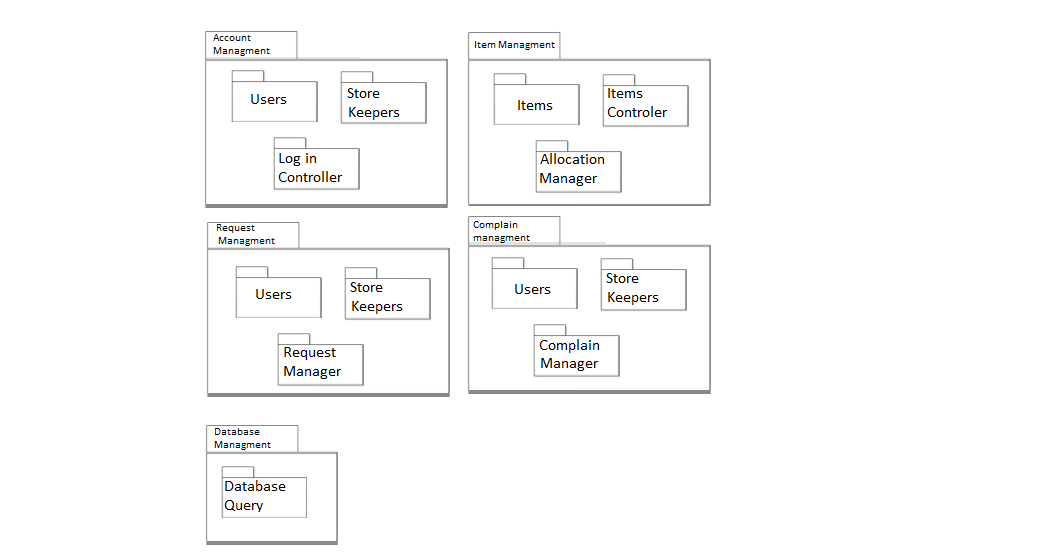 Account
Managment
Users
Store
Keepers
Log in
Controller
Item Managment
Items
Items
Controler
Allocation
Manager
Request
Managment
Users
Store
Keepers
Request
Manager
Complain
managment
Users
Store
Keepers
Complain
Manager
Database
Managment
Database
Query